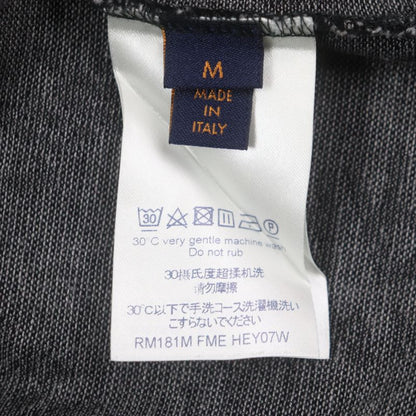 M
MADE
IN
ITALY
30
P
30°C very gentle machine wash
Do not rub
30摄氏度超揉机洗
请勿摩擦
30℃以下で手洗コース洗濯機洗い
こすらないでください
RM181M FME HEY07W